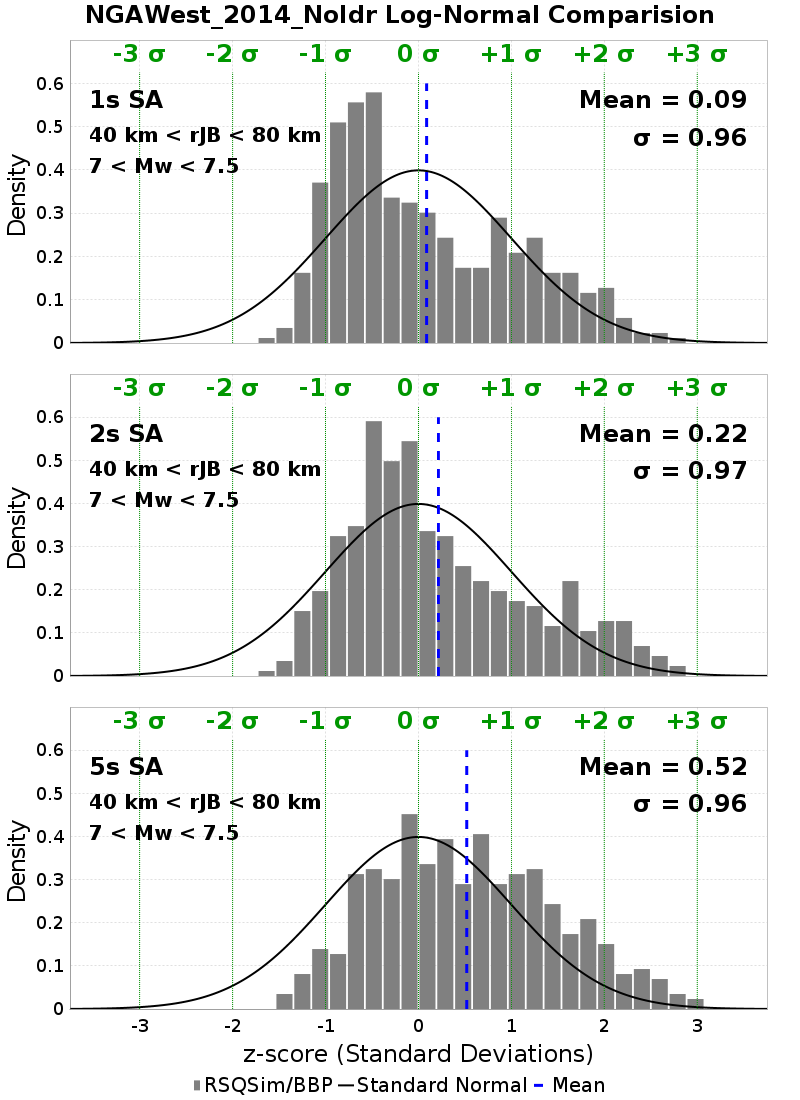 NGAWest_2014_NoIdr Log-Normal Comparision
-3 σ -2 σ -1 σ 0 σ +1 σ +2 σ +3 σ
0.6
1s SA Mean = 0.09
0.5
40 km < rJB < 80 km σ = 0.96
7 < Mw < 7.5
0.4
Density
0.3
0.2
0.1
0
-3 σ -2 σ -1 σ 0 σ +1 σ +2 σ +3 σ
0.6
2s SA Mean = 0.22
0.5
40 km < rJB < 80 km σ = 0.97
7 < Mw < 7.5
0.4
Density
0.3
0.2
0.1
0
-3 σ -2 σ -1 σ 0 σ +1 σ +2 σ +3 σ
0.6
5s SA Mean = 0.52
0.5
40 km < rJB < 80 km σ = 0.96
7 < Mw < 7.5
0.4
Density
0.3
0.2
0.1
0
-3 -2 -1 0 1 2 3
z-score (Standard Deviations)
RSQSim/BBP Standard Normal Mean